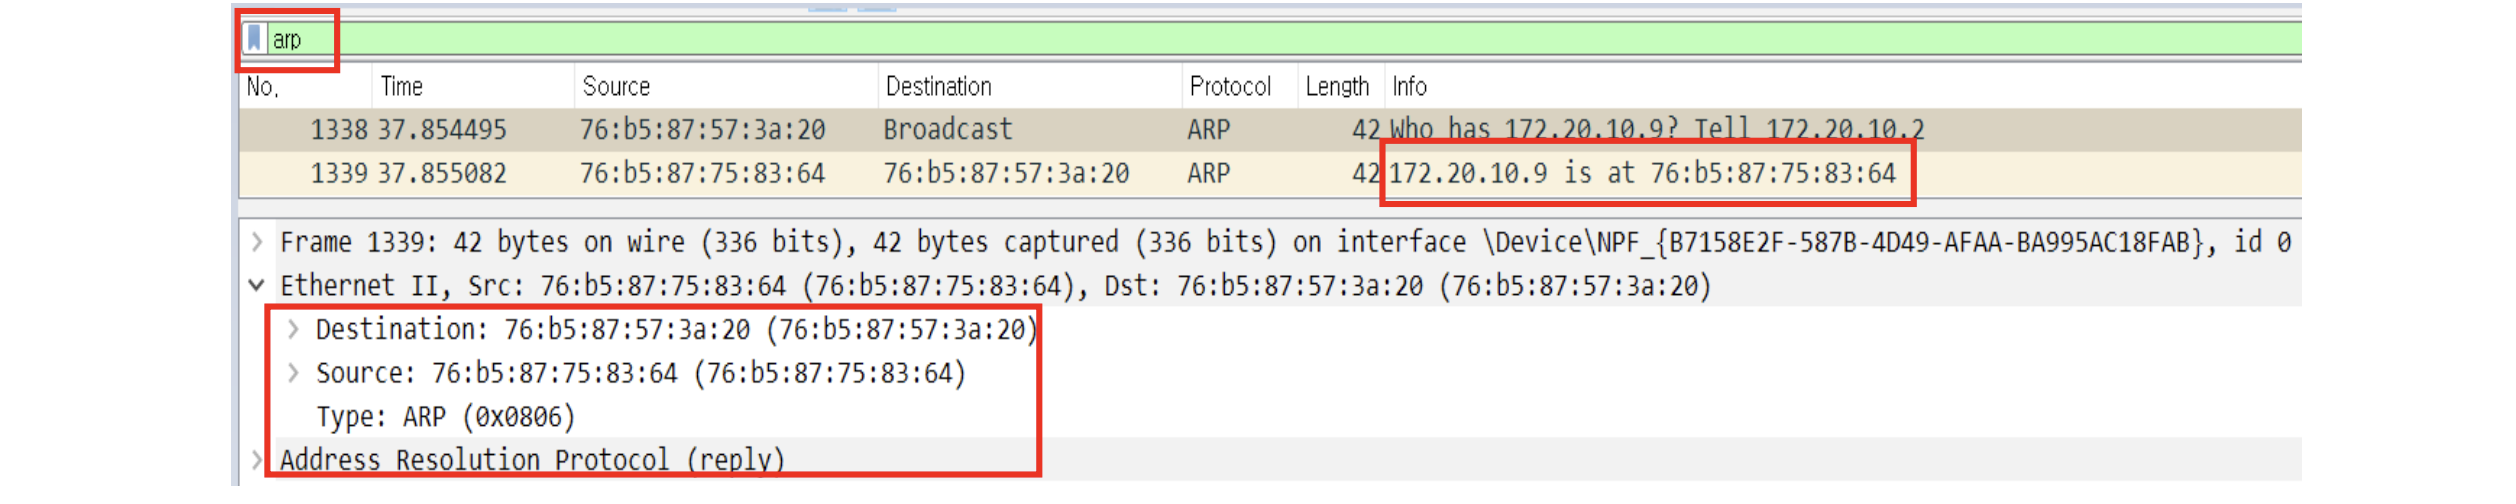 arp
No. Time Source Destination Protocol Length Info
1338 37.854495 76:b5:87:57:3a:20 Broadcast ARP 42 Who has 172.20.10.9? Tell 172.20.10.2
1339 37.855082 76:b5:87:75:83:64 76:b5:87:57:3a:20 ARP 42 172.20.10.9 is at 76:b5:87:75:83:64
Frame 1339: 42 bytes on wire (336 bits), 42 bytes captured (336 bits) on interface \Device\NPF_{B7158E2F-587B-4D49-AFAA-BA995AC18FAB}, id 0
Ethernet II, Src: 76:b5:87:75:83:64 (76:b5:87:75:83:64), Dst: 76:b5:87:57:3a:20 (76:b5:87:57:3a:20)
Destination: 76:b5:87:57:3a:20 (76:b5:87:57:3a:20)
Source: 76:b5:87:75:83:64 (76:b5:87:75:83:64)
Type: ARP (0x0806)
Address Resolution Protocol (reply)